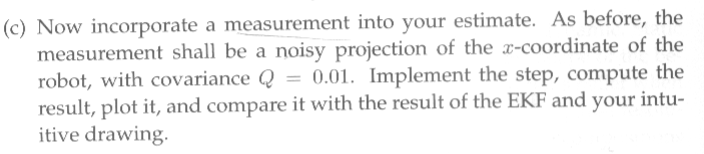 (c) Now incorporate a measurement into your estimate. As before, the
measurement shall be a noisy projection of the x-coordinate of the
robot, with covariance Q = 0.01. Implement the step, compute the
result, plot it, and compare it with the result of the EKF and your intu-
itive drawing.